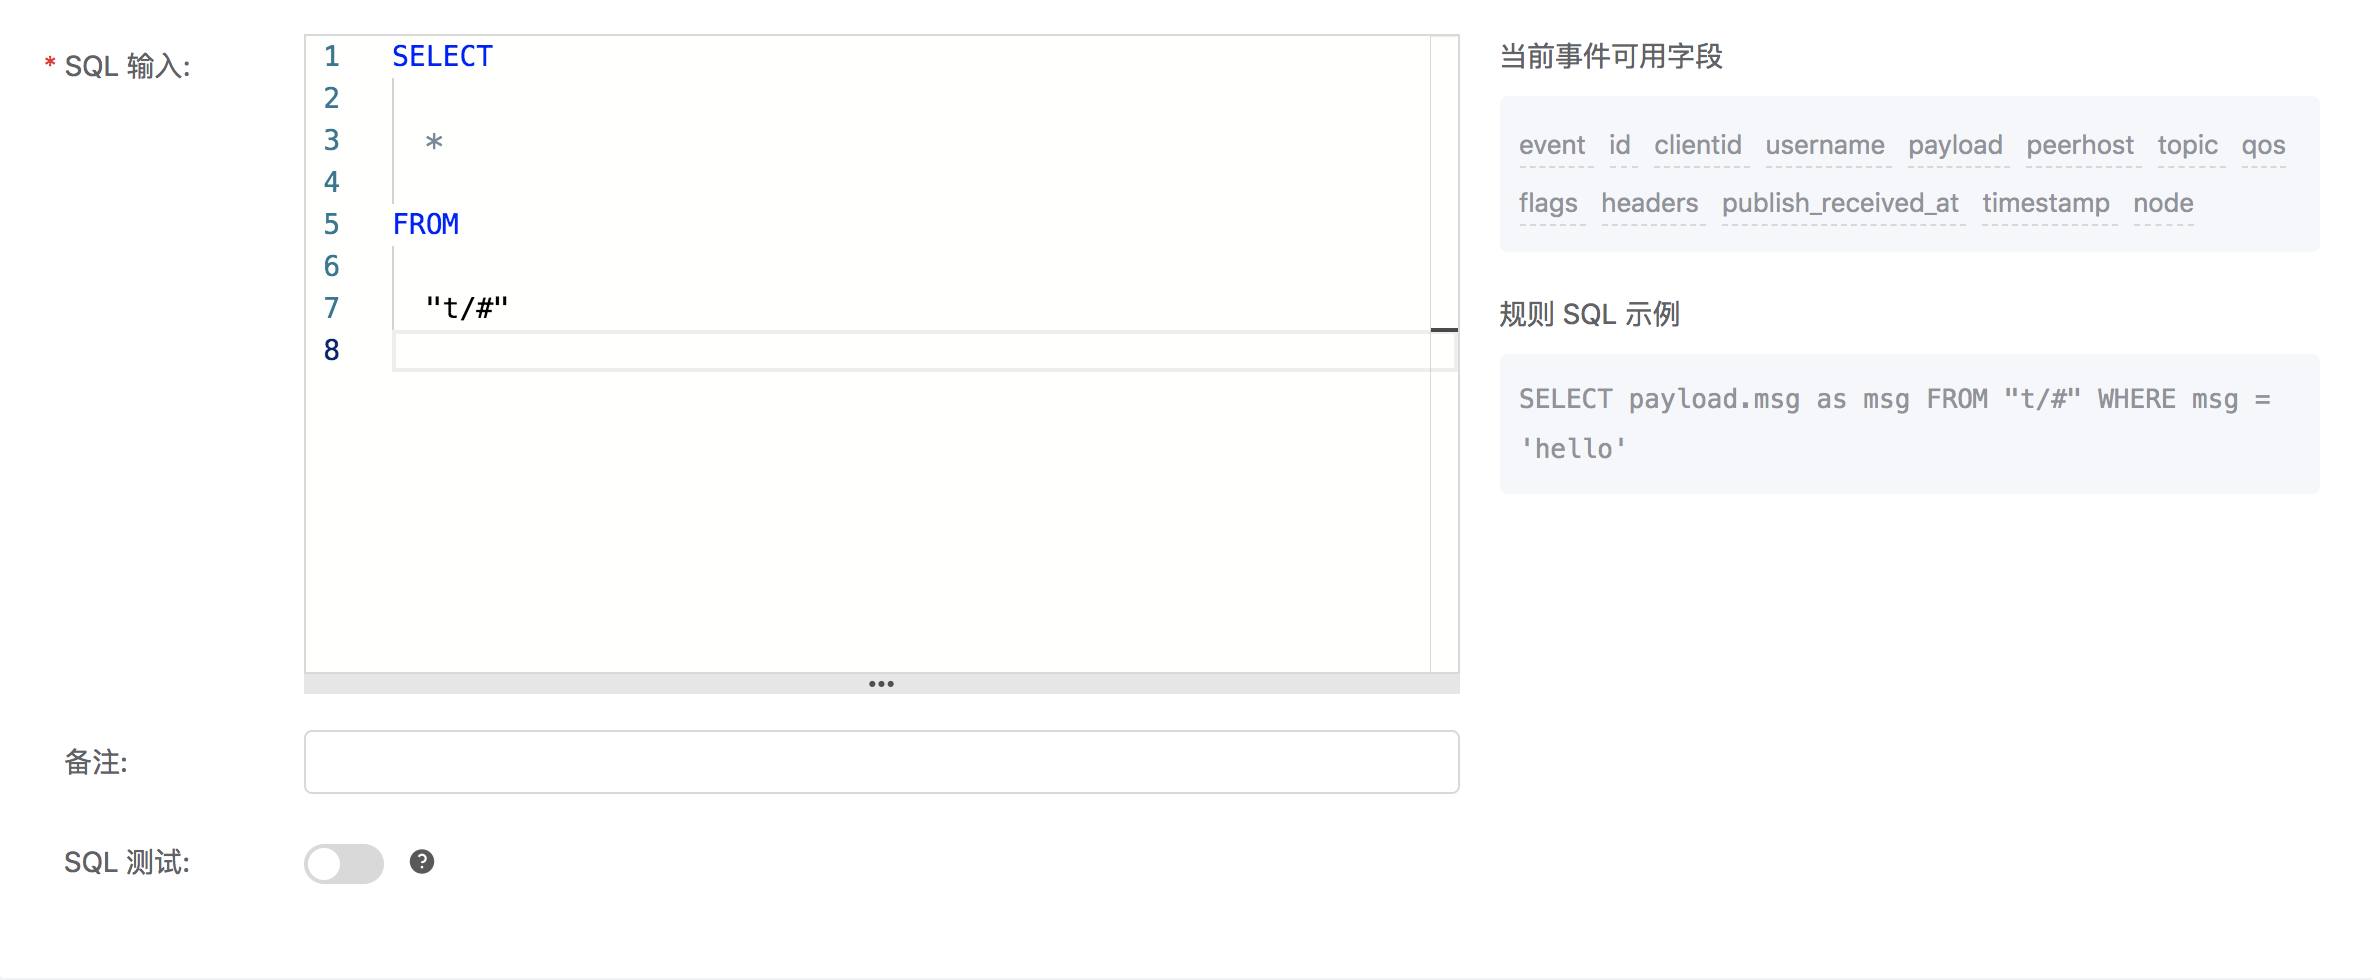 * SQL 输入:
1 SELECT
2
3 *
4
5 FROM
6
7 "t/#"
8
当前事件可用字段
event id clientid username payload peerhost topic qos
flags headers publish_received_at timestamp node
规则 SQL 示例
SELECT payload.msg as msg FROM "t/#" WHERE msg =
'hello'
备注:
SQL 测试: